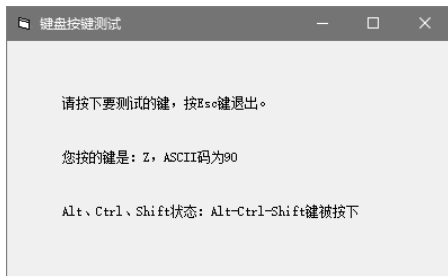 键盘按键测试
请按下要测试的键，按Esc键退出。
您按的键是：Z，ASCII码为90
Alt、Ctrl、Shift状态：Alt-Ctrl-Shift键被按下